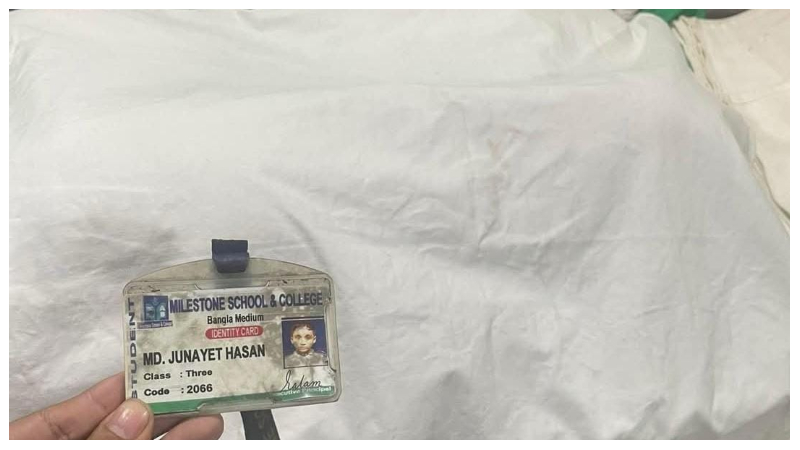 STUDENT
MILESTONE SCHOOL & COLLEGE
Bangla Medium
IDENTITY CARD
MD. JUNAYET HASAN
Class : Three
Code : 2066